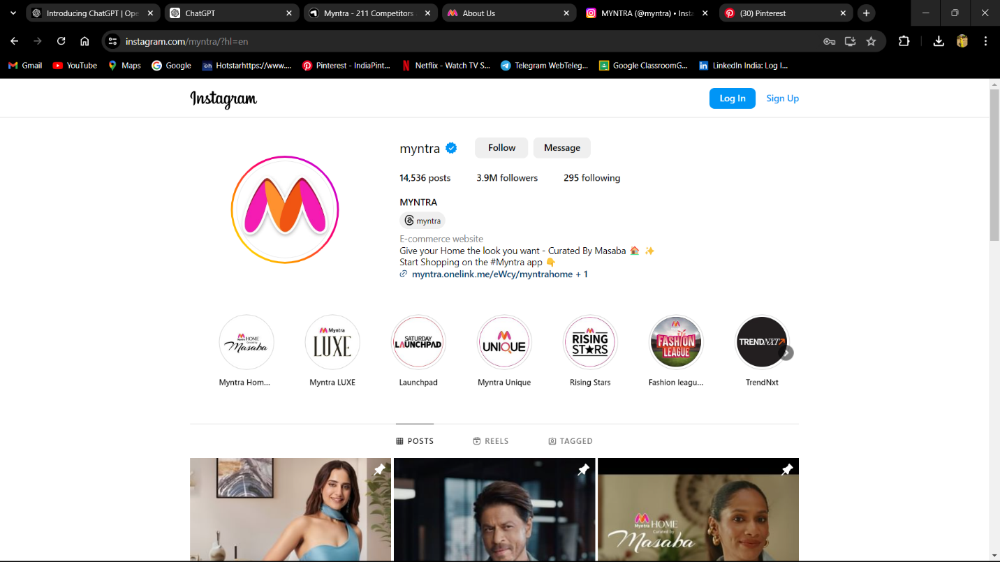 Introducing ChatGPT | Ope
ChatGPT
Myntra - 211 Competitors
About Us
MYNTRA (@myntra) • Insta
(30) Pinterest
instagram.com/myntra/?hl=en
Gmail
YouTube
Maps
Google
Hotstarhttps://www....
Pinterest - IndiaPint...
Netflix - Watch TV S...
Telegram WebTeleg...
Google ClassroomG...
LinkedIn India: Log I...
Instagram
Log In
Sign Up
myntra
Follow
Message
14,536 posts
3.9M followers
295 following
MYNTRA
myntra
E-commerce website
Give your Home the look you want - Curated By Masaba 🏠 ✨
Start Shopping on the #Myntra app 👇
myntra.onelink.me/eWcy/myntrahome + 1
Myntra HOME
Masaba
Myntra
LUXE
SATURDAY
LAUNCHPAD
UNIQUE
RISING
STARS
FASHION
LEAGUE
TRENDNXT
Myntra Hom...
Myntra LUXE
Launchpad
Myntra Unique
Rising Stars
Fashion leagu...
TrendNxt
POSTS
REELS
TAGGED
Myntra HOME
Curated by
Masaba